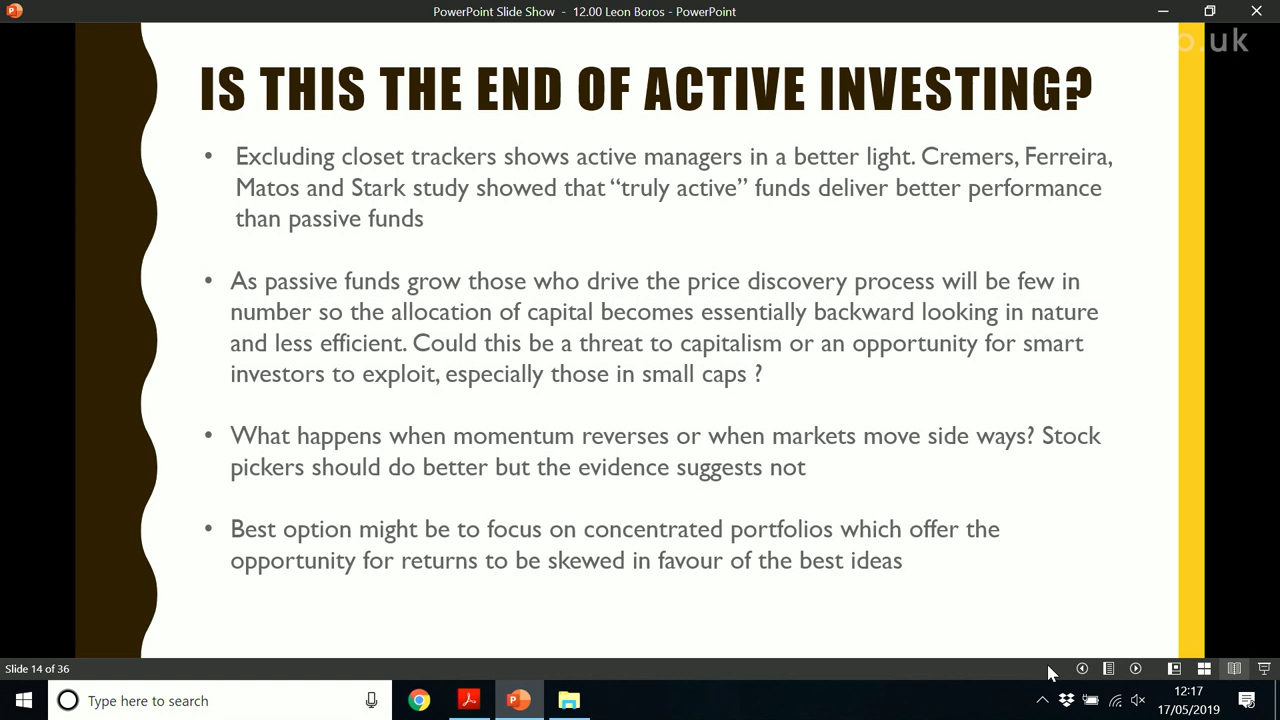 PowerPoint Slide Show - 12.00 Leon Boros - PowerPoint
o.uk
IS THIS THE END OF ACTIVE INVESTING?
• Excluding closet trackers shows active managers in a better light. Cremers, Ferreira,
Matos and Stark study showed that “truly active” funds deliver better performance
than passive funds
• As passive funds grow those who drive the price discovery process will be few in
number so the allocation of capital becomes essentially backward looking in nature
and less efficient. Could this be a threat to capitalism or an opportunity for smart
investors to exploit, especially those in small caps ?
• What happens when momentum reverses or when markets move side ways? Stock
pickers should do better but the evidence suggests not
• Best option might be to focus on concentrated portfolios which offer the
opportunity for returns to be skewed in favour of the best ideas
Slide 14 of 36
Type here to search
12:17
17/05/2019